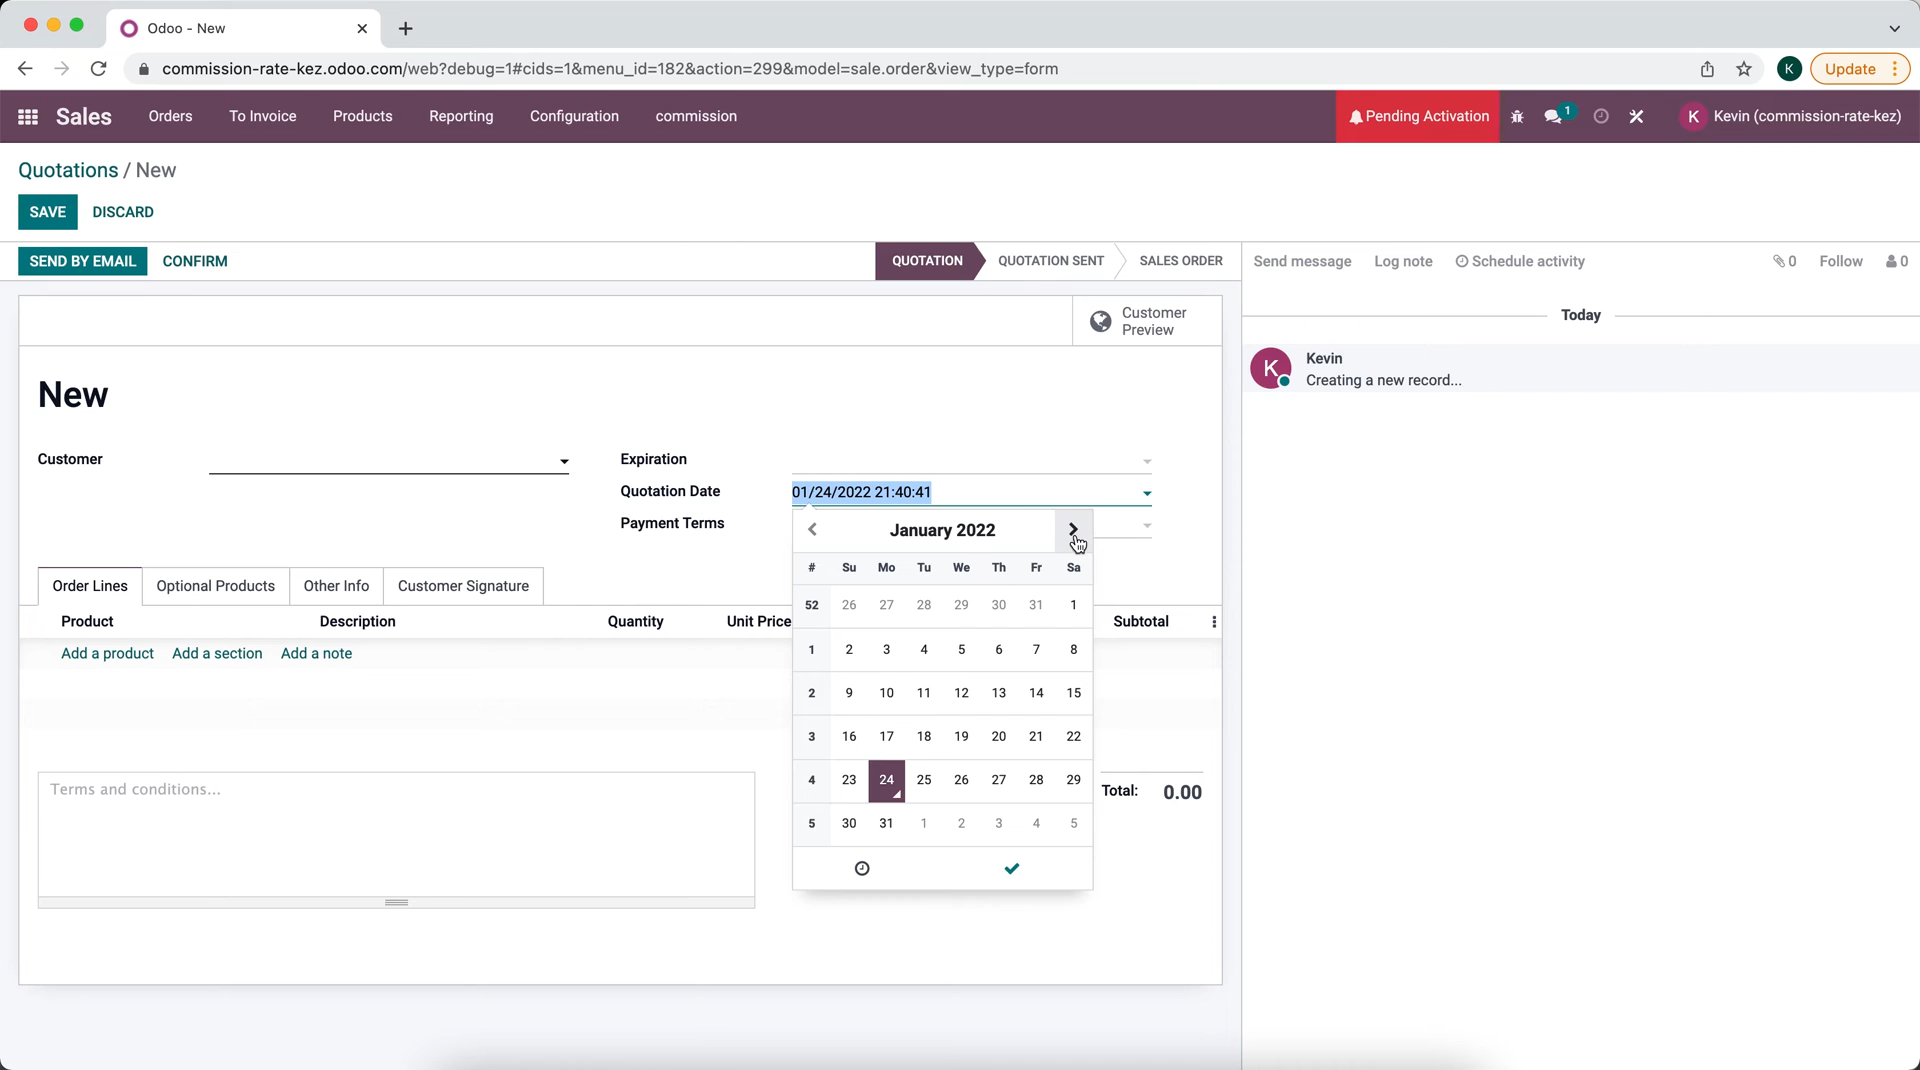 Odoo - New
commission-rate-kez.odoo.com/web?debug=1#cids=1&menu_id=182&action=299&model=sale.order&view_type=form
K
Update
Sales
Orders
To Invoice
Products
Reporting
Configuration
commission
Pending Activation
1
K
Kevin (commission-rate-kez)
Quotations / New
SAVE
DISCARD
SEND BY EMAIL
CONFIRM
QUOTATION
QUOTATION SENT
SALES ORDER
Send message
Log note
Schedule activity
0
Follow
0
Customer
Preview
Today
K
Kevin
Creating a new record...
New
Customer
Expiration
Quotation Date
01/24/2022 21:40:41
Payment Terms
January 2022
# Su Mo Tu We Th Fr Sa
52 26 27 28 29 30 31 1
1 2 3 4 5 6 7 8
2 9 10 11 12 13 14 15
3 16 17 18 19 20 21 22
4 23 24 25 26 27 28 29
5 30 31 1 2 3 4 5
Order Lines
Optional Products
Other Info
Customer Signature
Product
Description
Quantity
Unit Price
Subtotal
Add a product
Add a section
Add a note
Terms and conditions...
Total: 0.00